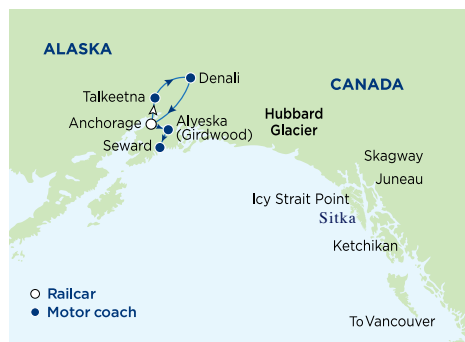 ALASKA
Denali
CANADA
Talkeetna
Anchorage
Alyeska
(Girdwood)
Hubbard
Glacier
Seward
Skagway
Juneau
Icy Strait Point
Sitka
Ketchikan
Railcar
Motor coach
To Vancouver